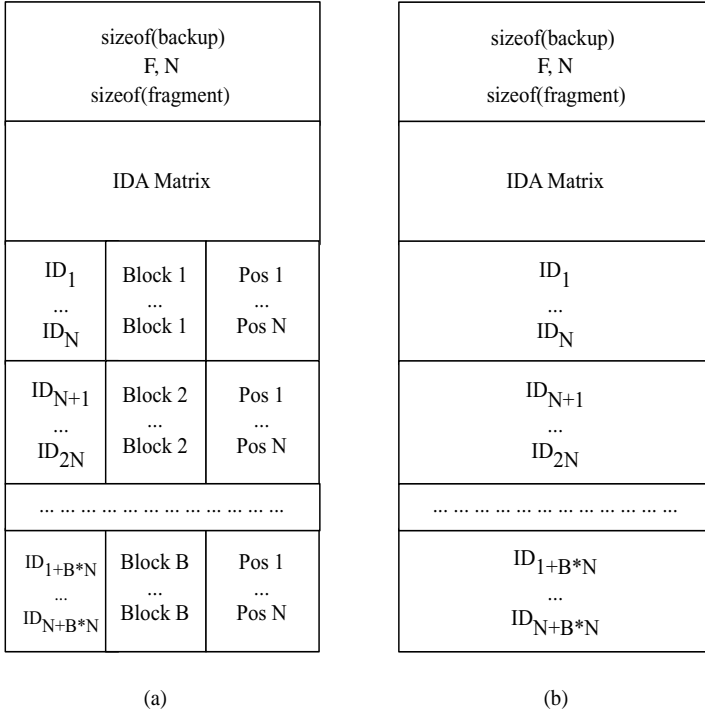 sizeof(backup)
F, N
sizeof(fragment)
IDA Matrix
ID1 Block 1 Pos 1
... ... ...
IDN Block 1 Pos N
IDN+1 Block 2 Pos 1
... ... ...
ID2N Block 2 Pos N
... ... ... ... ... ... ... ... ... ... ... ...
ID1+B*N Block B Pos 1
... ... ...
IDN+B*N Block B Pos N
(a)
sizeof(backup)
F, N
sizeof(fragment)
IDA Matrix
ID1
...
IDN
IDN+1
...
ID2N
... ... ... ... ... ... ... ... ... ... ... ...
ID1+B*N
...
IDN+B*N
(b)